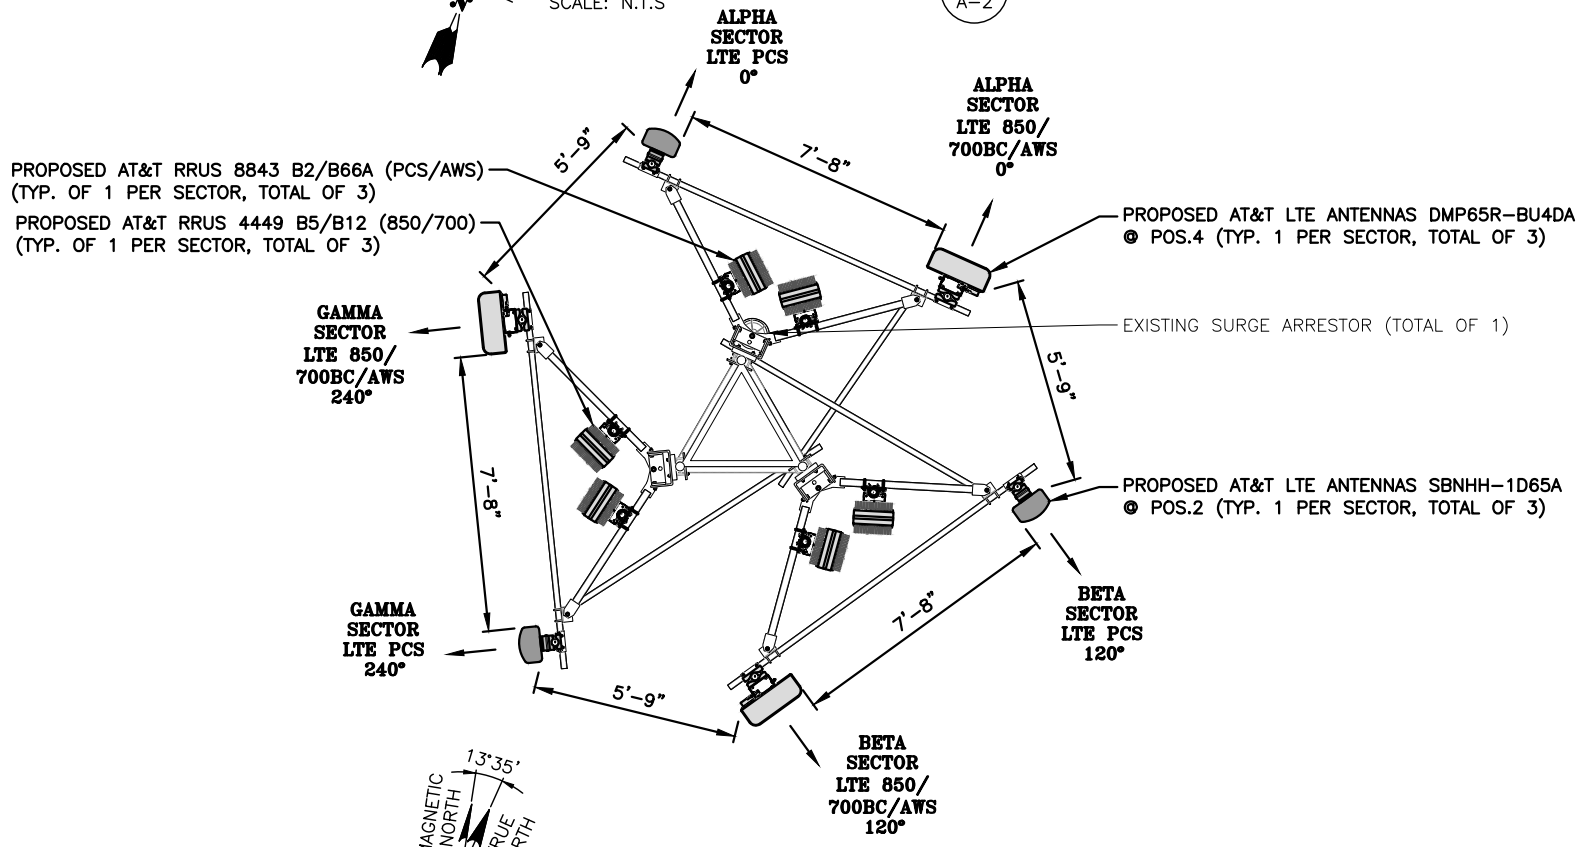 SCALE: N.T.S
A-2
ALPHA
SECTOR
LTE PCS
0°
ALPHA
SECTOR
LTE 850/
700BC/AWS
0°
5'-9"
7'-8"
PROPOSED AT&T RRUS 8843 B2/B66A (PCS/AWS)
(TYP. OF 1 PER SECTOR, TOTAL OF 3)
PROPOSED AT&T RRUS 4449 B5/B12 (850/700)
(TYP. OF 1 PER SECTOR, TOTAL OF 3)
PROPOSED AT&T LTE ANTENNAS DMP65R-BU4DA
@ POS.4 (TYP. 1 PER SECTOR, TOTAL OF 3)
GAMMA
SECTOR
LTE 850/
700BC/AWS
240°
EXISTING SURGE ARRESTOR (TOTAL OF 1)
5'-9"
7'-8"
PROPOSED AT&T LTE ANTENNAS SBNHH-1D65A
@ POS.2 (TYP. 1 PER SECTOR, TOTAL OF 3)
GAMMA
SECTOR
LTE PCS
240°
7'-8"
BETA
SECTOR
LTE PCS
120°
5'-9"
BETA
SECTOR
LTE 850/
700BC/AWS
120°
13°35'
MAGNETIC
NORTH